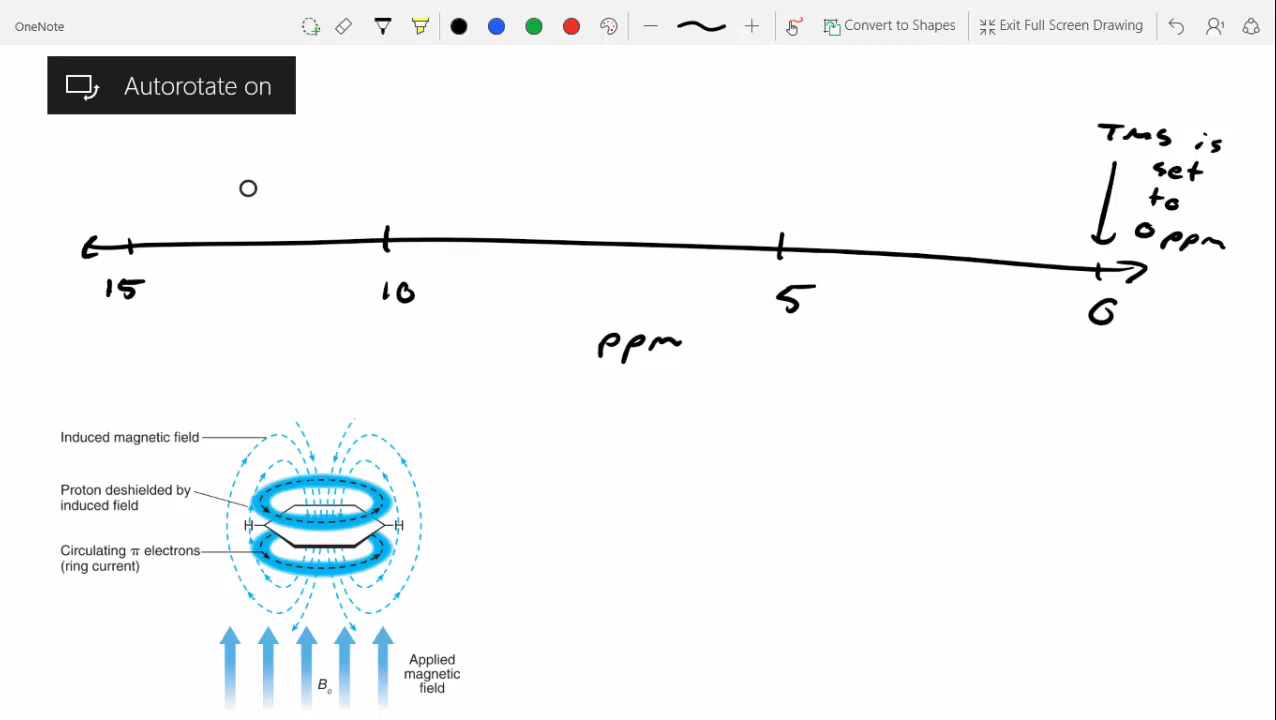 OneNote
Convert to Shapes
Exit Full Screen Drawing
Autorotate on
TMS is
set
to
0 ppm
15
10
5
0
ppm
Induced magnetic field
Proton deshielded by
induced field
H
H
Circulating π electrons
(ring current)
Applied
magnetic
field
B₀